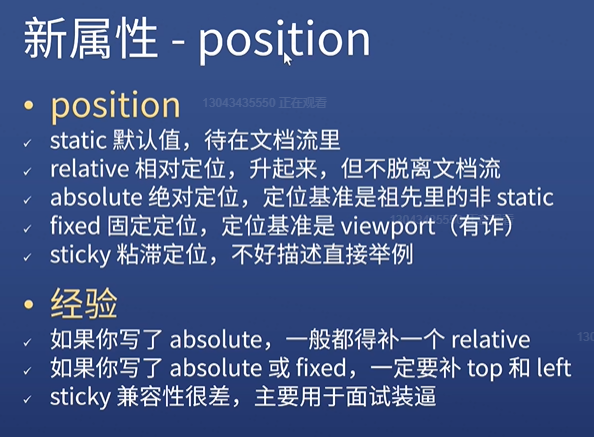 新属性 - position
• position
13043435550 正在观看
✓ static 默认值，待在文档流里
✓ relative 相对定位，升起来，但不脱离文档流
✓ absolute 绝对定位，定位基准是祖先里的非 static
✓ fixed 固定定位，定位基准是 viewport（有诈）
✓ sticky 粘滞定位，不好描述直接举例
• 经验
✓ 如果你写了 absolute，一般都得补一个 relative
✓ 如果你写了 absolute 或 fixed，一定要补 top 和 left
✓ sticky 兼容性很差，主要用于面试装逼